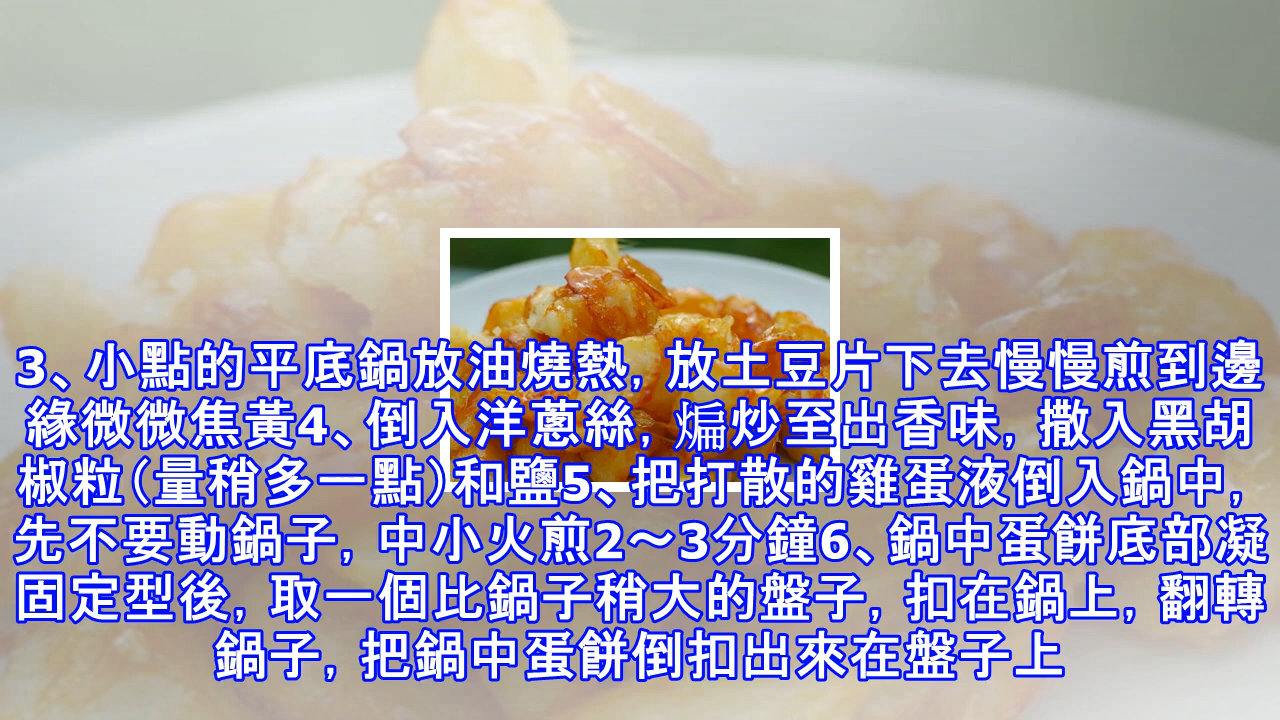 3、小點的平底鍋放油燒熱，放土豆片下去慢慢煎到邊
緣微微焦黃4、倒入洋蔥絲，煸炒至出香味，撒入黑胡
椒粒（量稍多一點）和鹽5、把打散的雞蛋液倒入鍋中，
先不要動鍋子，中小火煎2～3分鐘6、鍋中蛋餅底部凝
固定型後，取一個比鍋子稍大的盤子，扣在鍋上，翻轉
鍋子，把鍋中蛋餅倒扣出來在盤子上